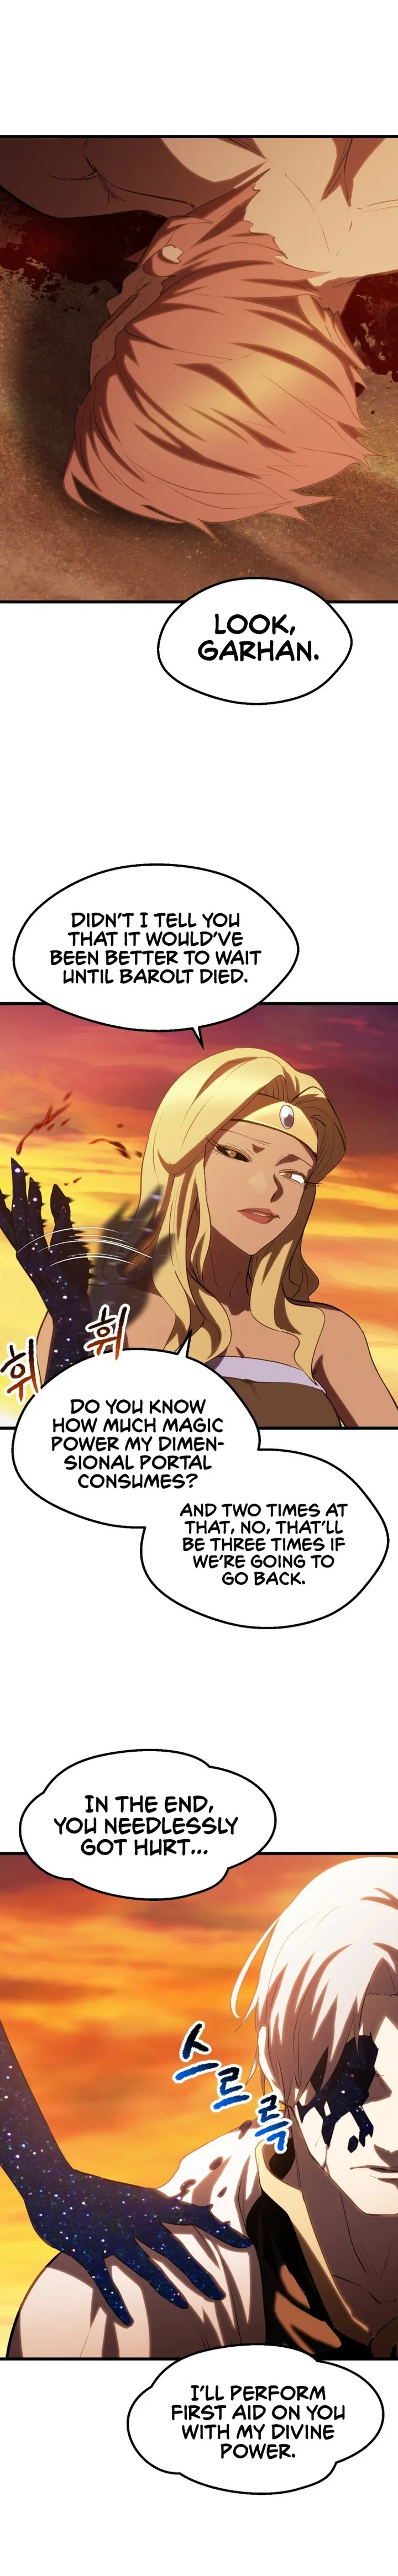 LOOK,
GARHAN.
DIDN'T I TELL YOU
THAT IT WOULD'VE
BEEN BETTER TO WAIT
UNTIL BAROLT DIED.
휘
휘
DO YOU KNOW
HOW MUCH MAGIC
POWER MY DIMEN-
SIONAL PORTAL
CONSUMES?
AND TWO TIMES AT
THAT, NO, THAT'LL
BE THREE TIMES IF
WE'RE GOING TO
GO BACK.
IN THE END,
YOU NEEDLESSLY
GOT HURT...
스
르
륵
I'LL PERFORM
FIRST AID ON YOU
WITH MY DIVINE
POWER.